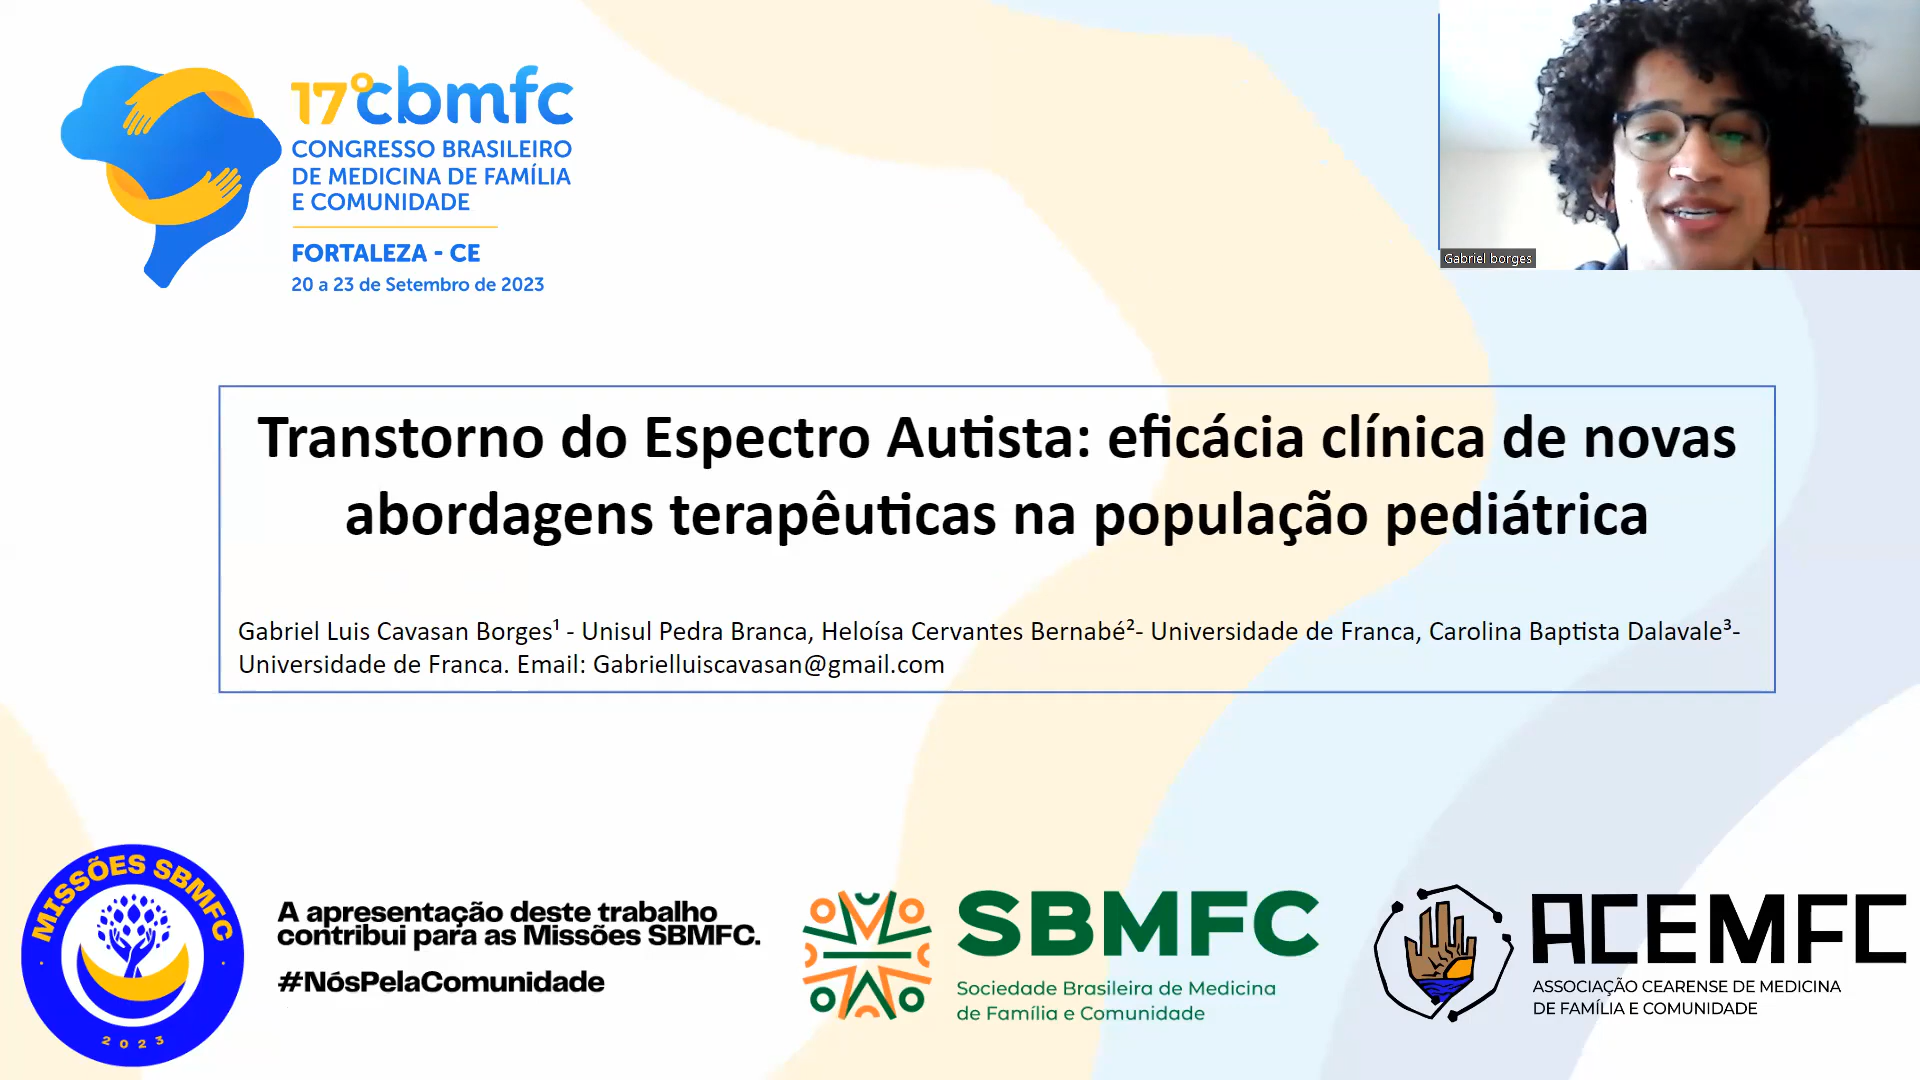 17º cbmfc
CONGRESSO BRASILEIRO
DE MEDICINA DE FAMÍLIA
E COMUNIDADE
FORTALEZA - CE
20 a 23 de Setembro de 2023
Gabriel borges
Transtorno do Espectro Autista: eficácia clínica de novas
abordagens terapêuticas na população pediátrica
Gabriel Luis Cavasan Borges¹ - Unisul Pedra Branca, Heloísa Cervantes Bernabé²- Universidade de Franca, Carolina Baptista Dalavale³-
Universidade de Franca. Email: Gabrielluiscavasan@gmail.com
MISSÕES SBMFC
2023
A apresentação deste trabalho
contribui para as Missões SBMFC.
#NósPelaComunidade
SBMFC
Sociedade Brasileira de Medicina
de Família e Comunidade
ACEMFC
ASSOCIAÇÃO CEARENSE DE MEDICINA
DE FAMÍLIA E COMUNIDADE